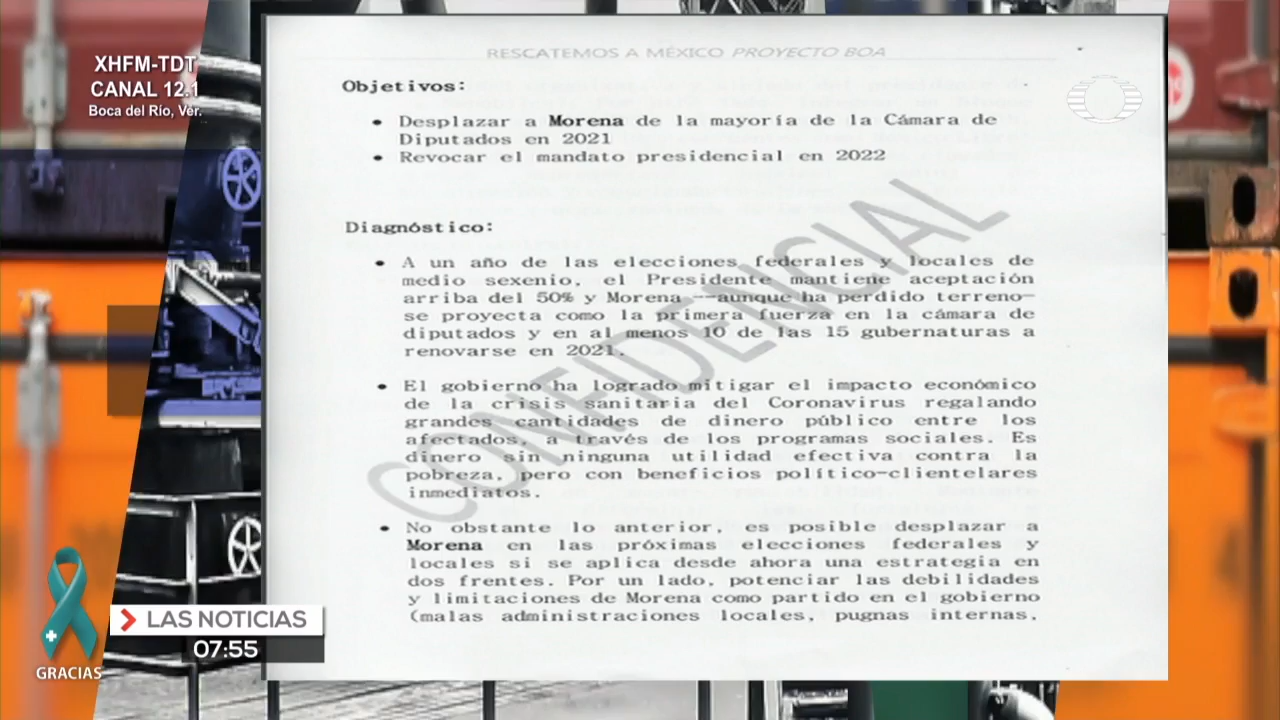 XHFM-TDT
CANAL 12.1
Boca del Río, Ver.
RESCATEMOS A MÉXICO PROYECTO BOA
Objetivos:
• Desplazar a Morena de la mayoría de la Cámara de
Diputados en 2021
• Revocar el mandato presidencial en 2022
Diagnóstico:
• A un año de las elecciones federales y locales de
medio sexenio, el Presidente mantiene aceptación
arriba del 50% y Morena --aunque ha perdido terreno-
se proyecta como la primera fuerza en la cámara de
diputados y en al menos 10 de las 15 gubernaturas a
renovarse en 2021.
• El gobierno ha logrado mitigar el impacto económico
de la crisis sanitaria del Coronavirus regalando
grandes cantidades de dinero público entre los
afectados, a través de los programas sociales. Es
dinero sin ninguna utilidad efectiva contra la
pobreza, pero con beneficios político-clientelares
inmediatos.
• No obstante lo anterior, es posible desplazar a
Morena en las próximas elecciones federales y
locales si se aplica desde ahora una estrategia en
dos frentes. Por un lado, potenciar las debilidades
y limitaciones de Morena como partido en el gobierno
(malas administraciones locales, pugnas internas,
CONFIDENCIAL
LAS NOTICIAS
07:55
GRACIAS